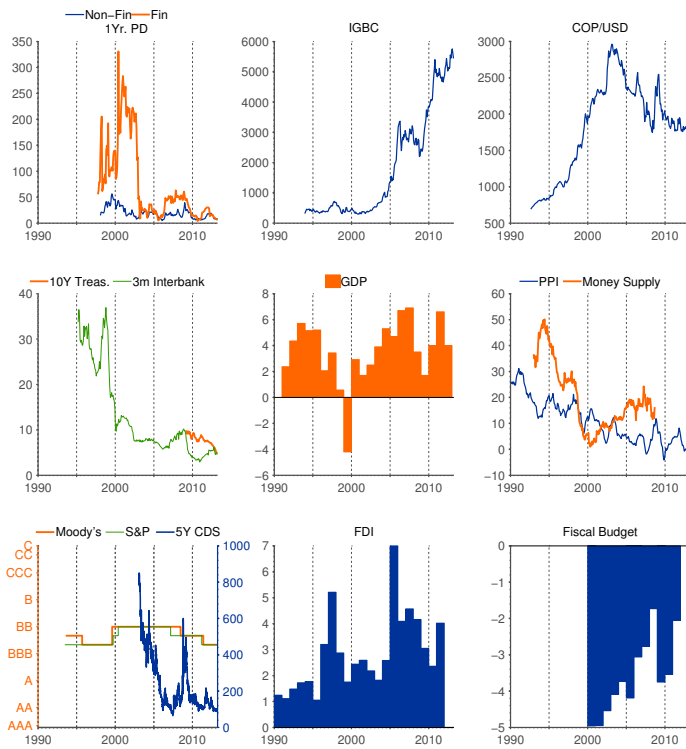 Non-Fin Fin
1Yr. PD
IGBC
COP/USD
350
300
250
200
150
100
50
0
1990 2000 2010
6000
5000
4000
3000
2000
1000
0
1990 2000 2010
3000
2500
2000
1500
1000
500
1990 2000 2010
10Y Treas. 3m Interbank
GDP
PPI Money Supply
40
30
20
10
0
1990 2000 2010
8
6
4
2
0
−2
−4
−6
1990 2000 2010
60
50
40
30
20
10
0
−10
1990 2000 2010
Moody's S&P 5Y CDS
FDI
Fiscal Budget
C
CC
CCC
B
BB
BBB
A
AA
AAA
1000
800
600
400
200
0
1990 2000 2010
7
6
5
4
3
2
1
0
1990 2000 2010
0
−1
−2
−3
−4
−5
1990 2000 2010